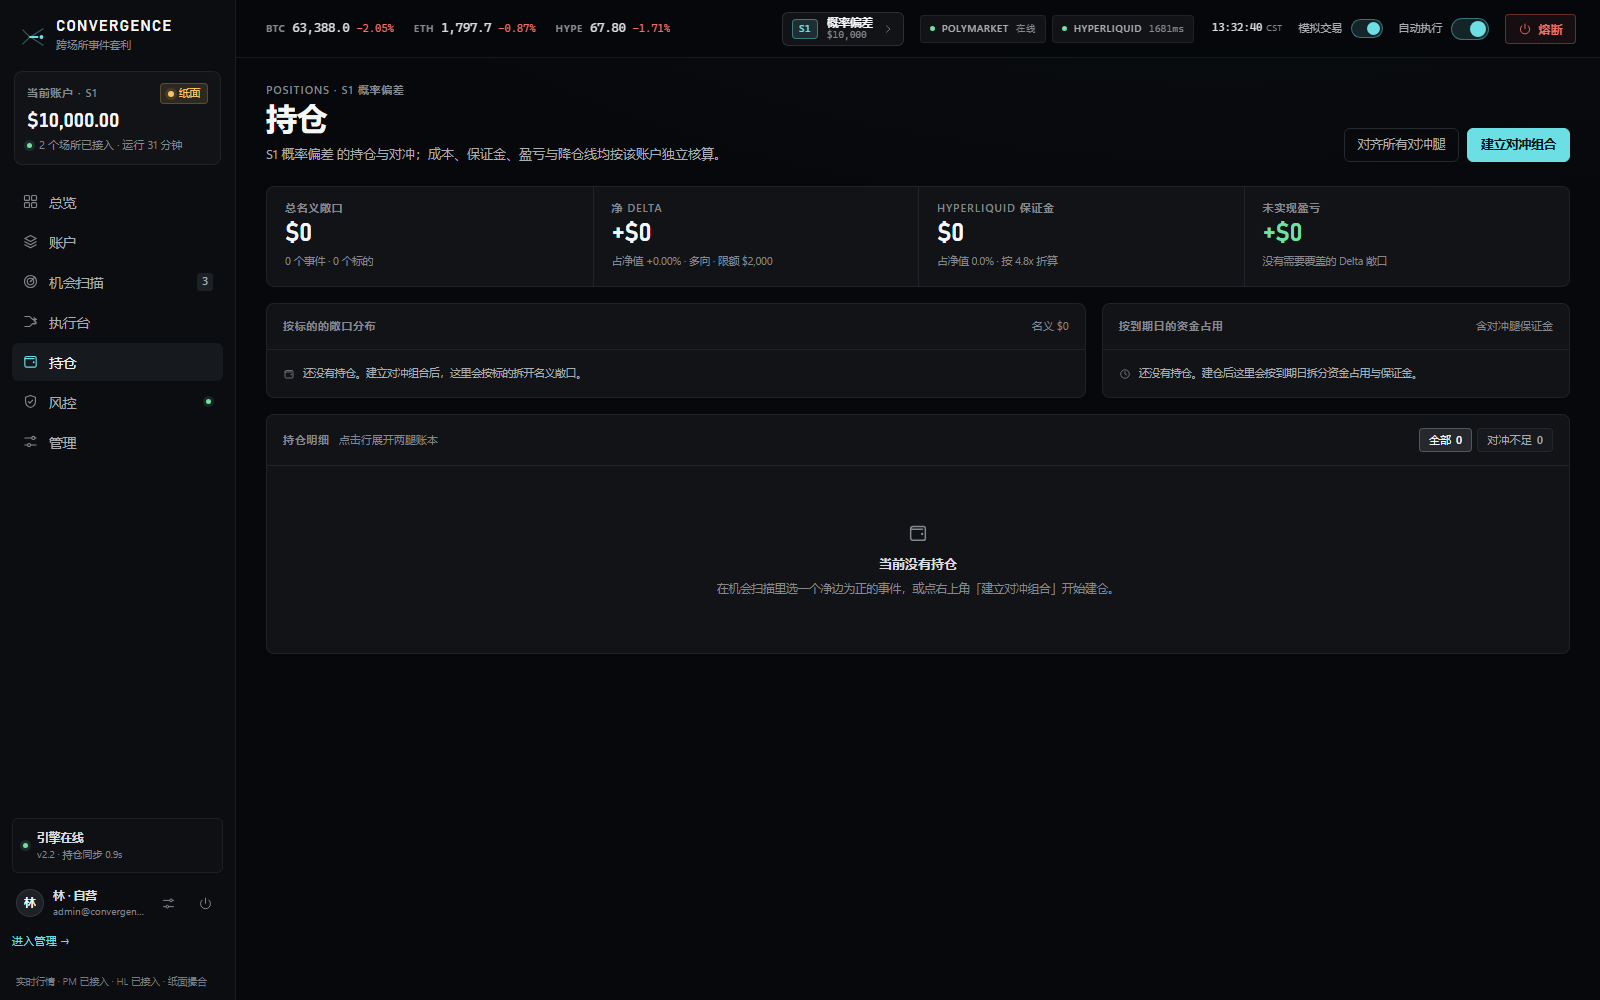 CONVERGENCE
跨场所事件套利
当前账户 · S1
纸面
$10,000.00
2 个场所已接入 · 运行 31 分钟
总览
账户
机会扫描
3
执行台
持仓
风控
管理
引擎在线
v2.2 · 持仓同步 0.9s
林
林 · 自营
admin@convergen...
进入管理 →
实时行情 · PM 已接入 · HL 已接入 · 纸面撮合
BTC 63,388.0 -2.05%
ETH 1,797.7 -0.87%
HYPE 67.80 -1.71%
S1
概率偏差
$10,000
POLYMARKET 在线
HYPERLIQUID 1681ms
13:32:40 CST
模拟交易
自动执行
熔断
POSITIONS · S1 概率偏差
持仓
S1 概率偏差 的持仓与对冲；成本、保证金、盈亏与降仓线均按该账户独立核算。
对齐所有对冲腿
建立对冲组合
总名义敞口
$0
0 个事件 · 0 个标的
净 DELTA
+$0
占净值 +0.00% · 多向 · 限额 $2,000
HYPERLIQUID 保证金
$0
占净值 0.0% · 按 4.8x 折算
未实现盈亏
+$0
没有需要覆盖的 Delta 敞口
按标的的敞口分布
名义 $0
还没有持仓。建立对冲组合后，这里会按标的拆开名义敞口。
按到期日的资金占用
含对冲腿保证金
还没有持仓。建仓后这里会按到期日拆分资金占用与保证金。
持仓明细 点击行展开两腿账本
全部 0
对冲不足 0
当前没有持仓
在机会扫描里选一个净边为正的事件，或点右上角「建立对冲组合」开始建仓。